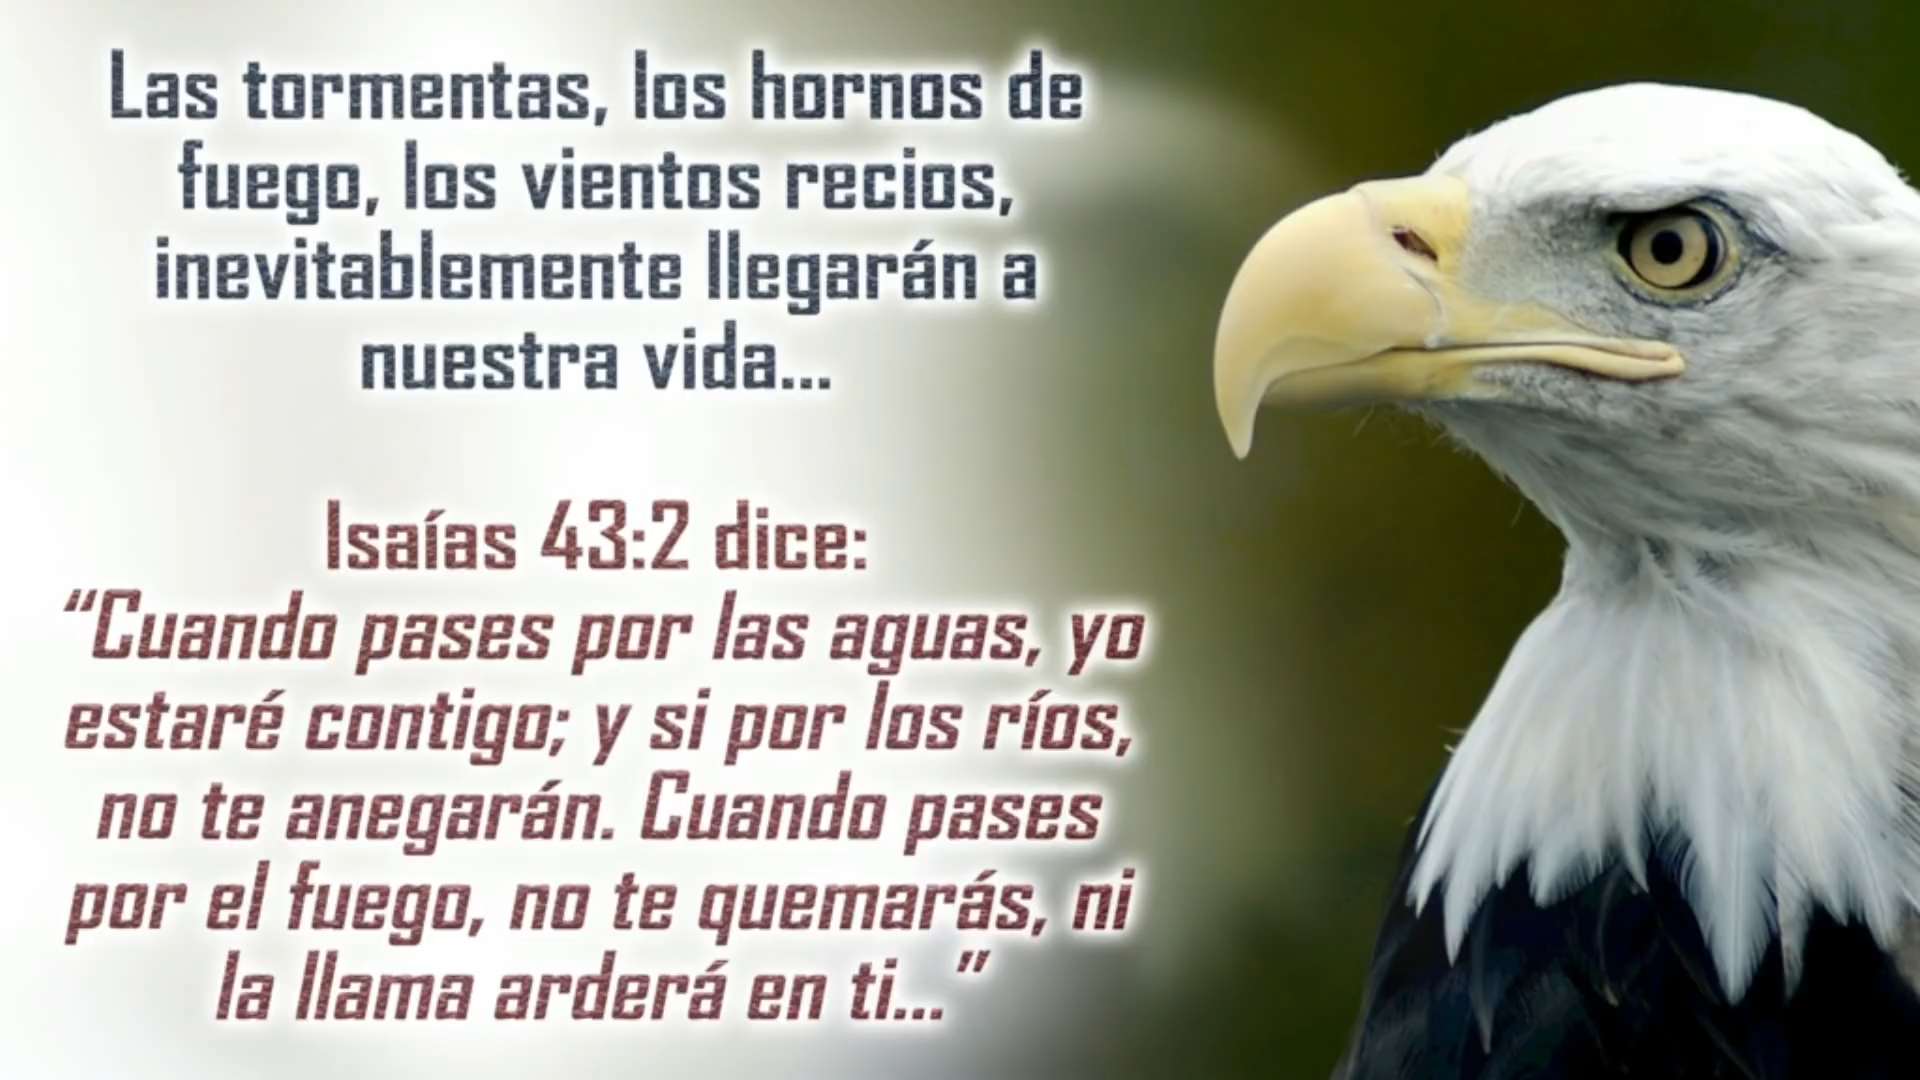 Las tormentas, los hornos de
fuego, los vientos recios,
inevitablemente llegarán a
nuestra vida...
Isaías 43:2 dice:
“Cuando pases por las aguas, yo
estaré contigo; y si por los ríos,
no te anegarán. Cuando pases
por el fuego, no te quemarás, ni
la llama arderá en ti...”